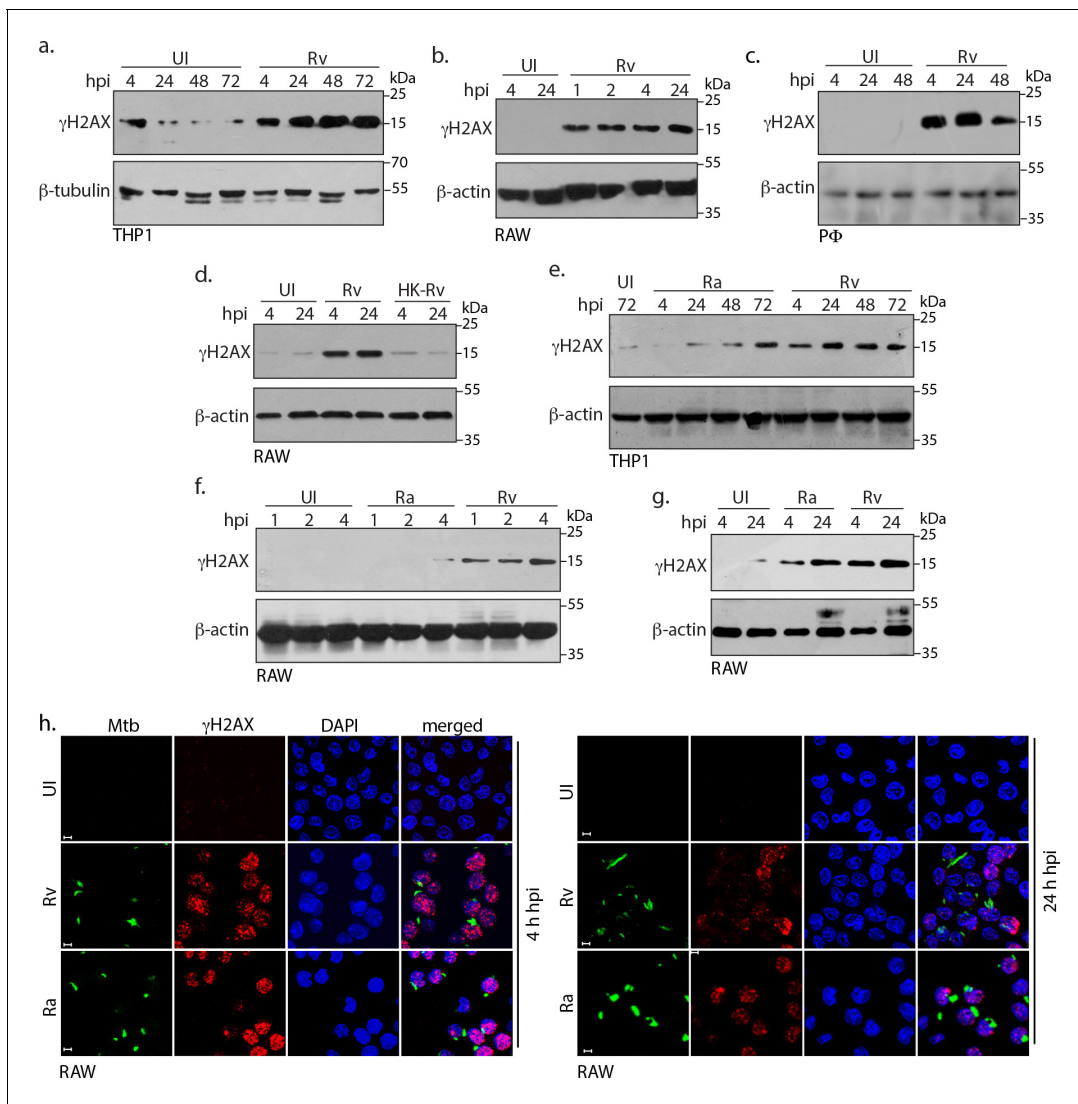 a.
UI Rv
hpi 4 24 48 72 4 24 48 72 kDa
25
γH2AX 15
70
β-tubulin 55
THP1
b.
UI Rv
hpi 4 24 1 2 4 24 kDa
25
γH2AX 15
55
β-actin
35
RAW
c.
UI Rv
hpi 4 24 48 4 24 48 kDa
25
γH2AX 15
55
β-actin
35
PΦ
d.
UI Rv HK-Rv
hpi 4 24 4 24 4 24 kDa
25
γH2AX 15
55
β-actin
35
RAW
e.
UI Ra Rv
hpi 72 4 24 48 72 4 24 48 72 kDa
25
γH2AX 15
55
β-actin
35
THP1
f.
UI Ra Rv
hpi 1 2 4 1 2 4 1 2 4 kDa
25
γH2AX 15
55
β-actin
35
RAW
g.
UI Ra Rv
hpi 4 24 4 24 4 24 kDa
25
γH2AX 15
55
β-actin
35
RAW
h.
Mtb γH2AX DAPI merged
UI
Rv
Ra
4 h hpi
RAW
UI
Rv
Ra
24 h hpi
RAW